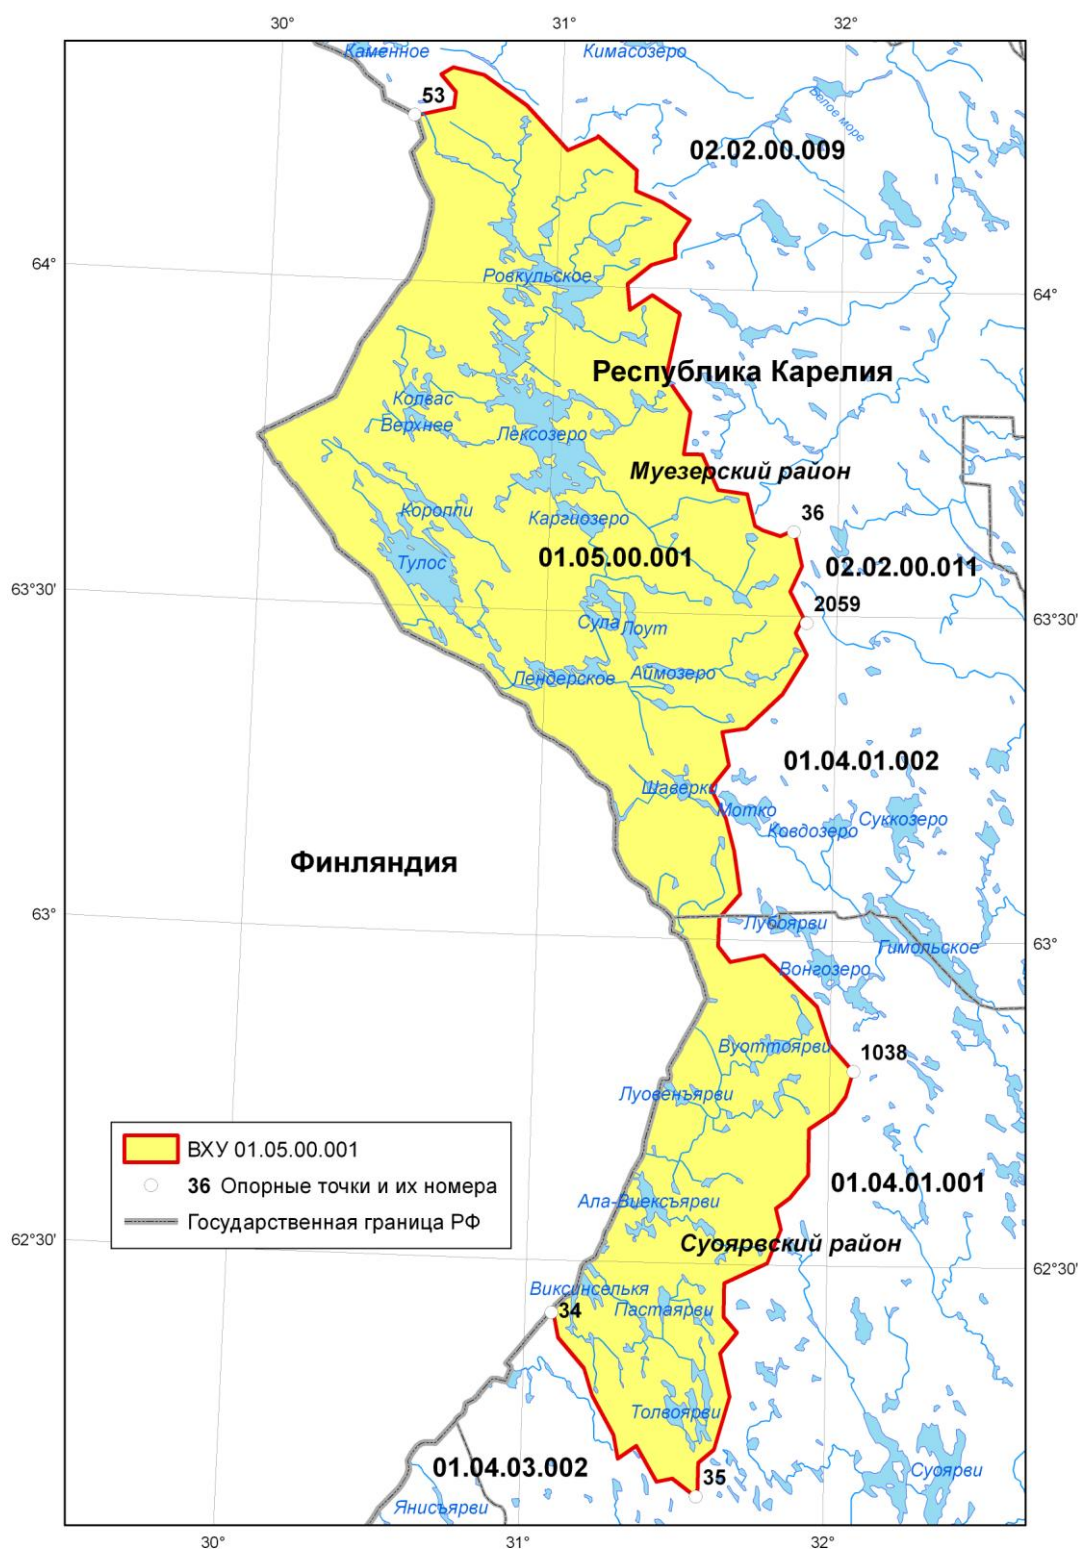 30°
31°
32°
Каменное
Кимасозеро
53
Белое море
02.02.00.009
64°
Ровкульское
64°
Республика Карелия
Колвас
Верхнее
Лексозеро
Муезерский район
Короппи
Каргиозеро
36
Тулос
01.05.00.001
02.02.00.011
63°30'
2059
63°30'
Сула
Лоут
Лендерское
Аймозеро
01.04.01.002
Шаверки
Мотко
Ковдозеро
Суккозеро
Финляндия
63°
Лубоярви
Гимольское
63°
Вонгозеро
Вуоттоярви
1038
Луовенъярви
ВХУ 01.05.00.001
36 Опорные точки и их номера
Государственная граница РФ
Ала-Виексъярви
01.04.01.001
62°30'
Суоярвский район
62°30'
Виксинселькя
34
Пастаярви
Толвоярви
01.04.03.002
35
Суоярви
Янисъярви
30°
31°
32°